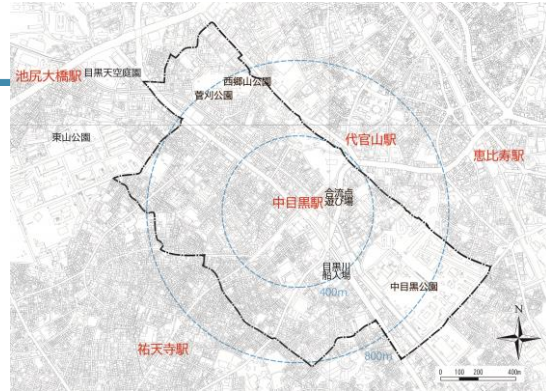 池尻大橋駅
目黒天空庭園
西郷山公園
菅刈公園
東山公園
代官山駅
恵比寿駅
中目黒駅
合流点
遊び場
目黒川
船入場
400m
中目黒公園
祐天寺駅
800m
N
0 100 200 400m